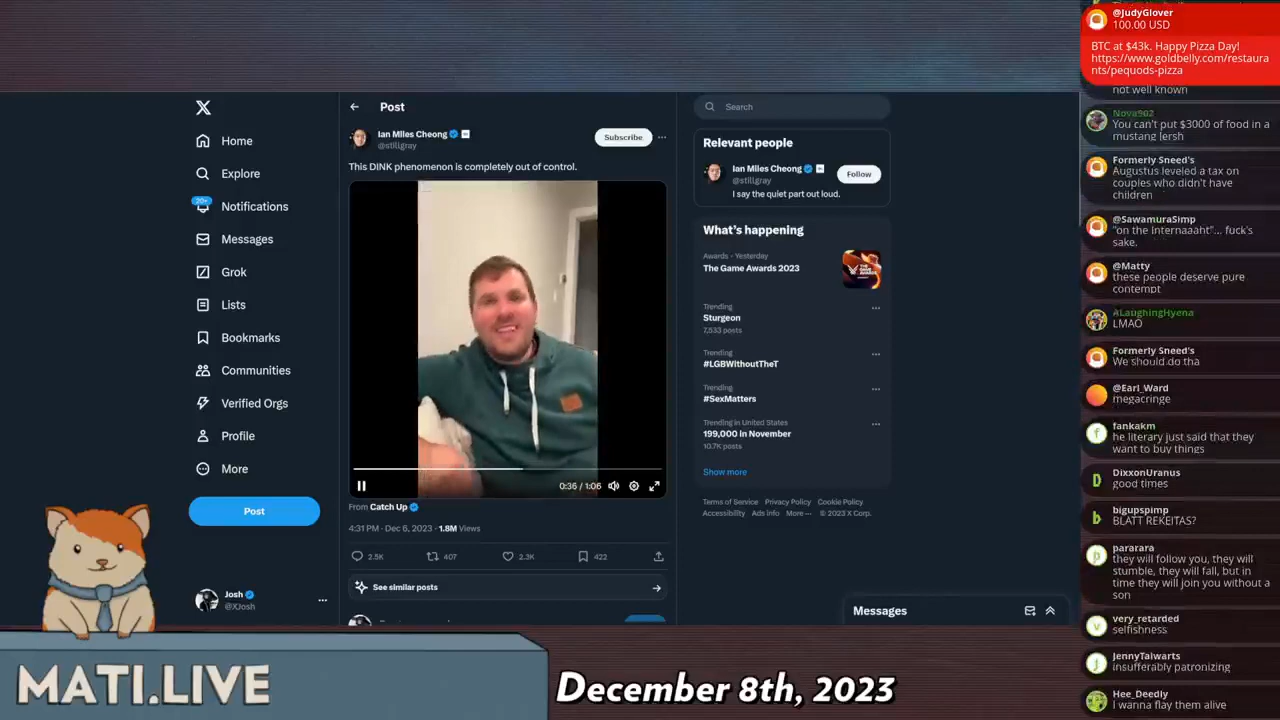 X
Home
Explore
20+
Notifications
Messages
Grok
Lists
Bookmarks
Communities
Verified Orgs
Profile
More
Post
Josh
@XJosh
Post
Ian Miles Cheong
@stillgray
Subscribe
This DINK phenomenon is completely out of control.
0:36 / 1:06
From Catch Up
4:31 PM · Dec 6, 2023 · 1.8M Views
2.5K
407
2.3K
422
See similar posts
Search
Relevant people
Ian Miles Cheong
@stillgray
Follow
I say the quiet part out loud.
What's happening
Awards · Yesterday
The Game Awards 2023
Trending
Sturgeon
7,533 posts
Trending
#LGBWithoutTheT
Trending
#SexMatters
Trending in United States
199,000 in November
10.7K posts
Show more
Terms of Service Privacy Policy Cookie Policy
Accessibility Ads info More ··· © 2023 X Corp.
Messages
@JudyGlover
100.00 USD
BTC at $43k. Happy Pizza Day!
https://www.goldbelly.com/restaura
nts/pequods-pizza
not well known
Nova902
You can't put $3000 of food in a
mustang lersh
Formerly Sneed's
Augustus leveled a tax on
couples who didn't have
children
@SawamuraSimp
"on the Internaaaht"... fuck's
sake.
@Matty
these people deserve pure
contempt
ALaughingHyena
LMAO
Formerly Sneed's
We should do tha
@Earl_Ward
megacringe
fankakm
he literary just said that they
want to buy things
DixxonUranus
good times
bigupspimp
BLATT REKEITAS?
pararara
they will follow you, they will
stumble, they will fall, but in
time they will join you without a
son
very_retarded
selfishness
JennyTalwarts
insufferably patronizing
Hee_Deedly
I wanna flay them alive
MATI.LIVE
December 8th, 2023